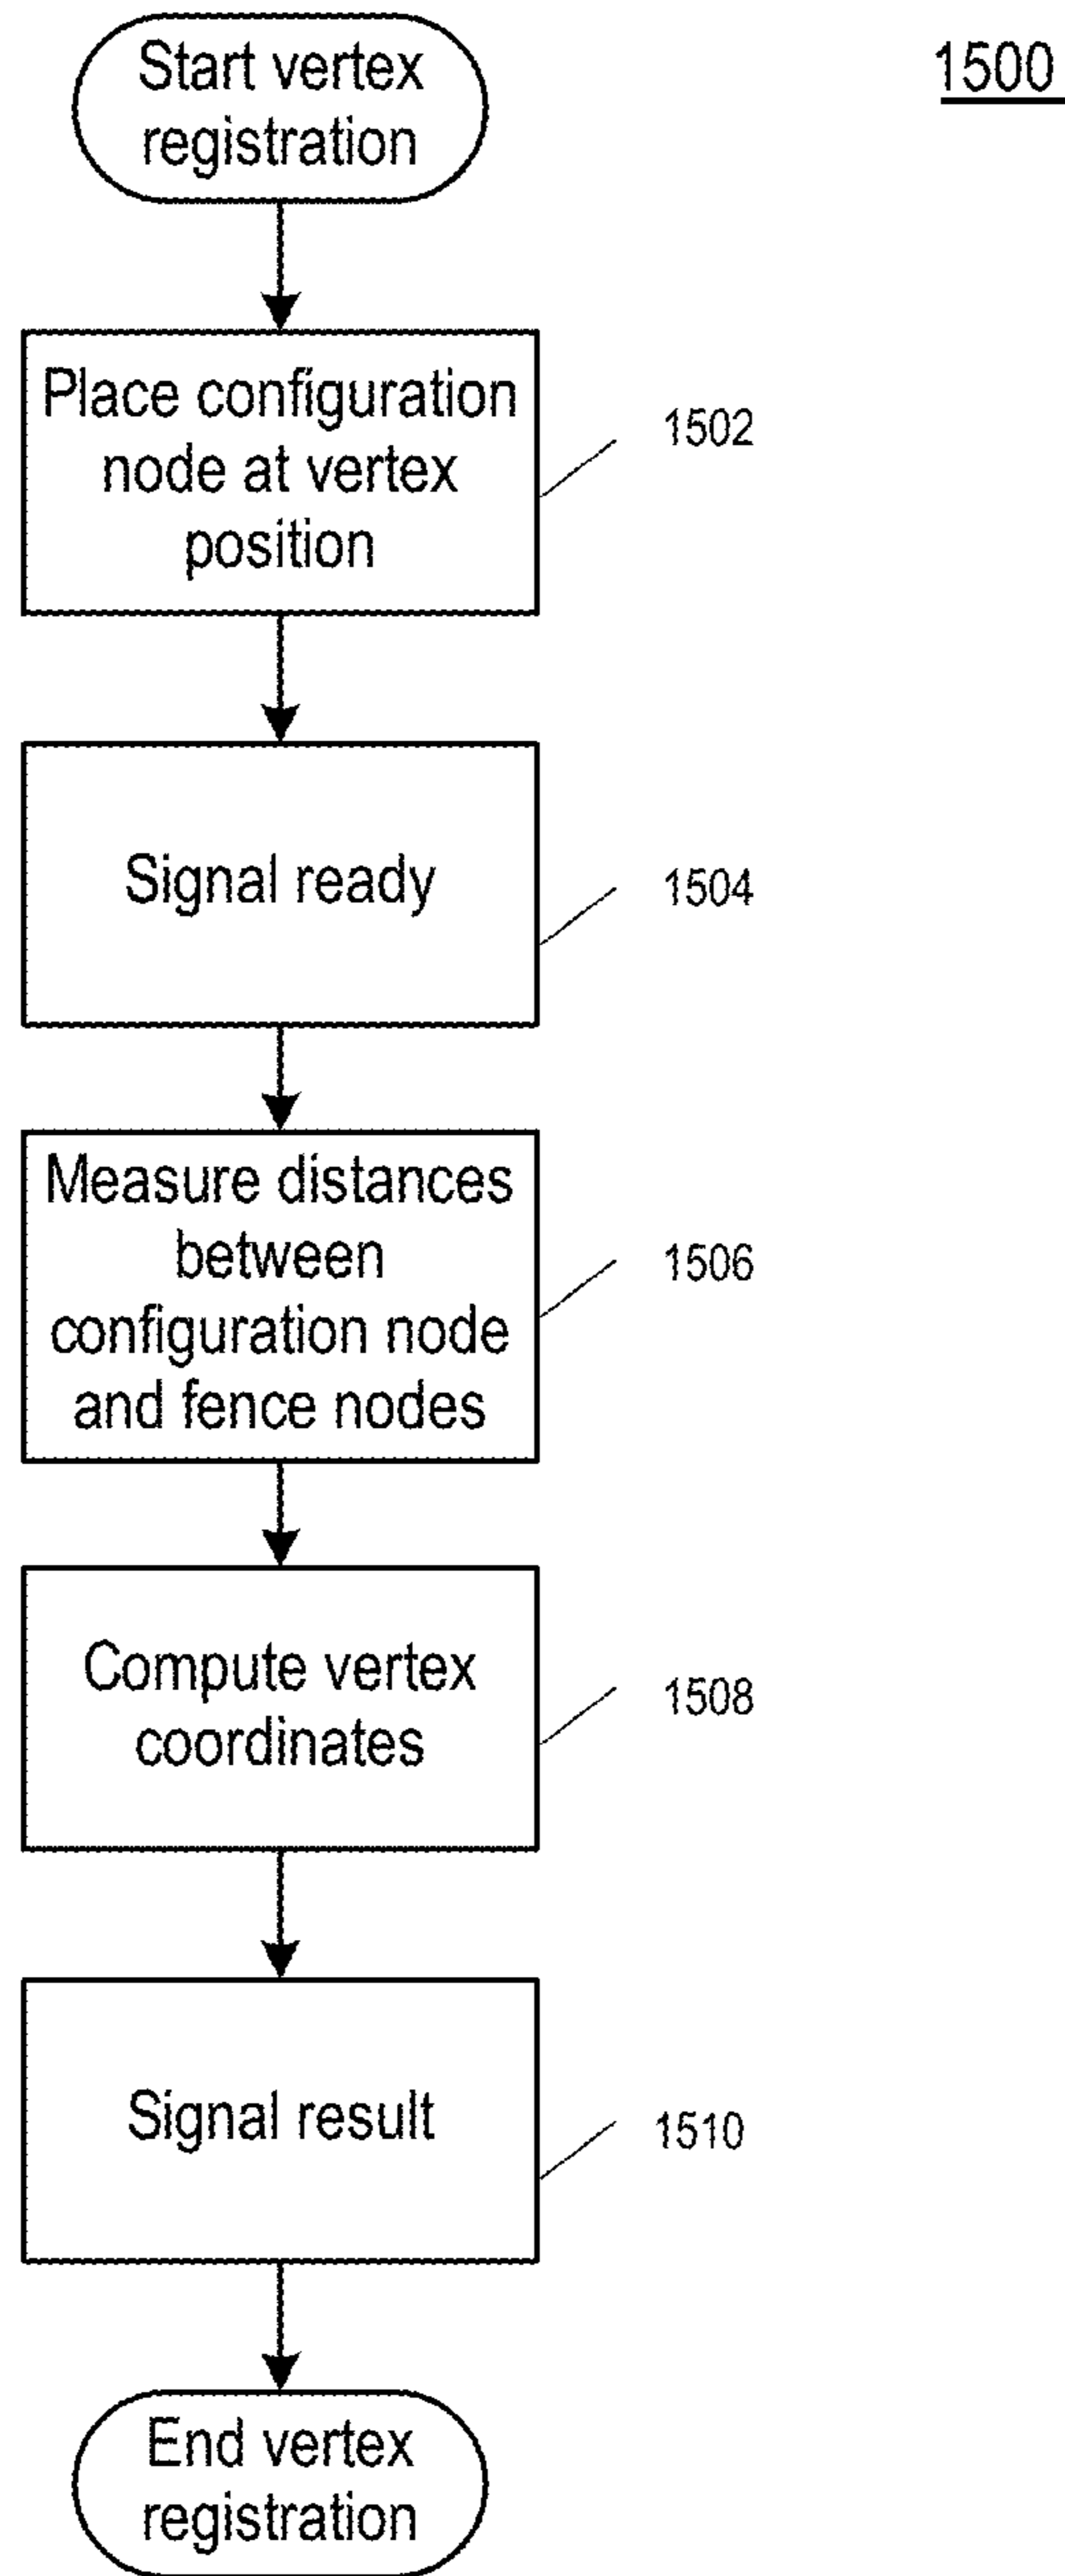 Start vertex
registration
1500
Place configuration
node at vertex
position
1502
Signal ready
1504
Measure distances
between
configuration node
and fence nodes
1506
Compute vertex
coordinates
1508
Signal result
1510
End vertex
registration